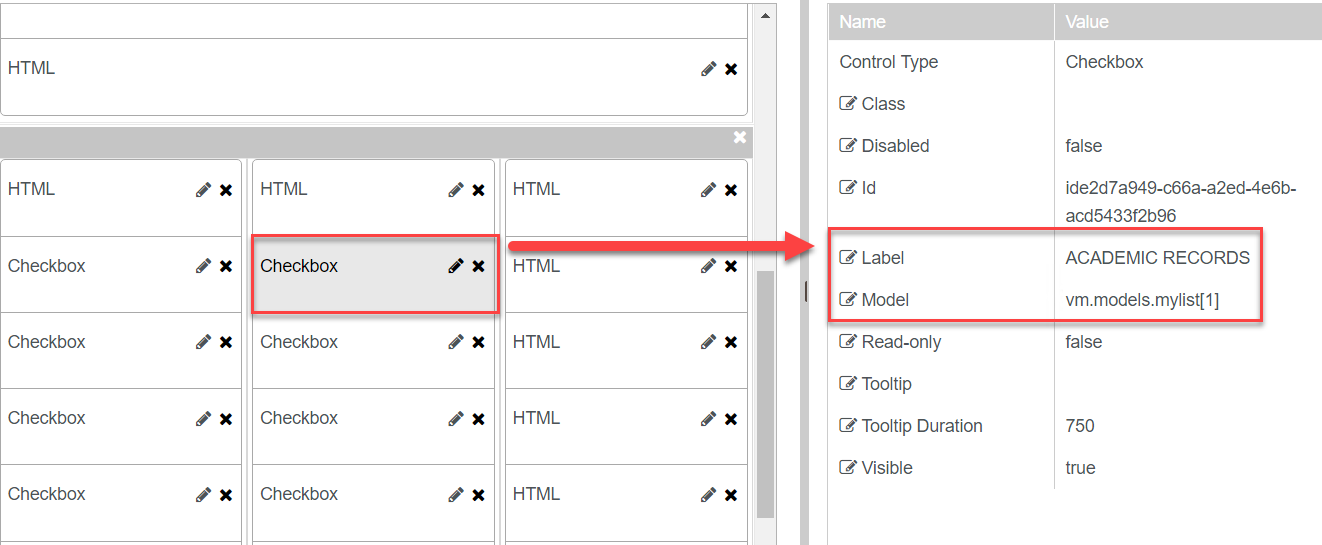 HTML
HTML HTML HTML
Checkbox Checkbox HTML
Checkbox Checkbox HTML
Checkbox Checkbox HTML
Checkbox Checkbox HTML
Name Value
Control Type Checkbox
Class
Disabled false
Id ide2d7a949-c66a-a2ed-4e6b-
acd5433f2b96
Label ACADEMIC RECORDS
Model vm.models.mylist[1]
Read-only false
Tooltip
Tooltip Duration 750
Visible true